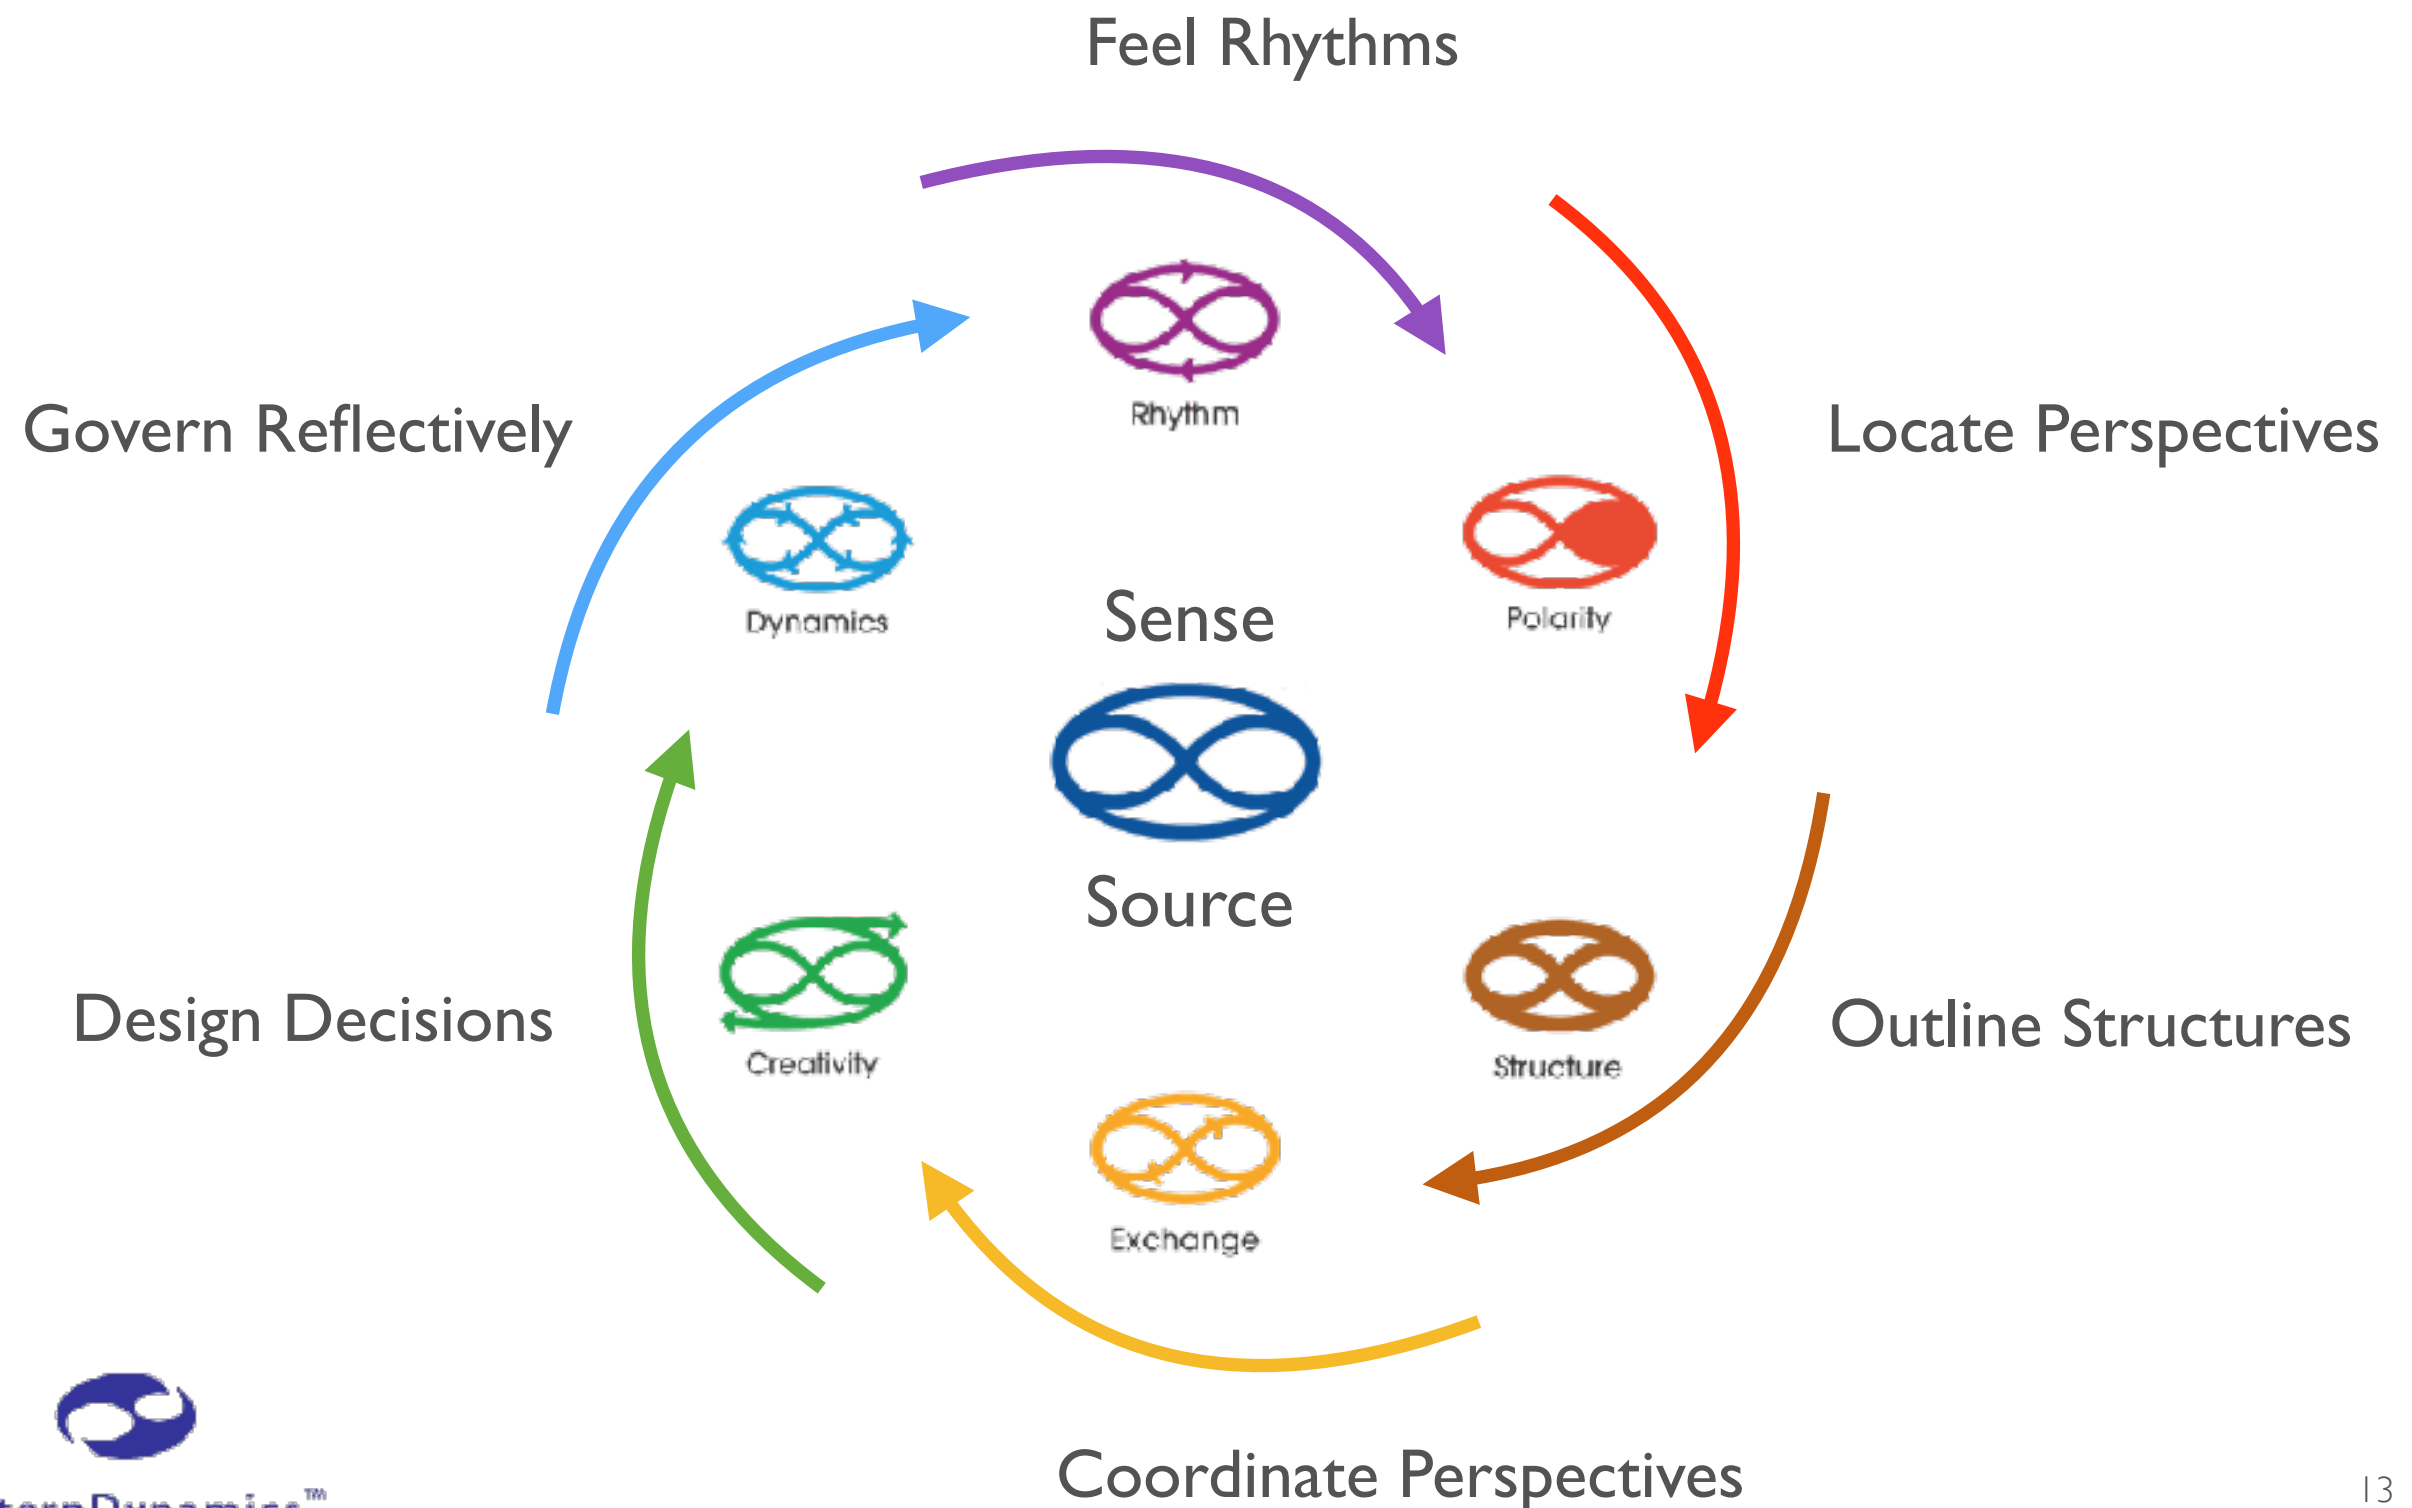 Feel Rhythms
Rhythm
Govern Reflectively
Locate Perspectives
Dynamics
Polarity
Sense
Source
Design Decisions
Outline Structures
Creativity
Structure
Exchange
Coordinate Perspectives
13